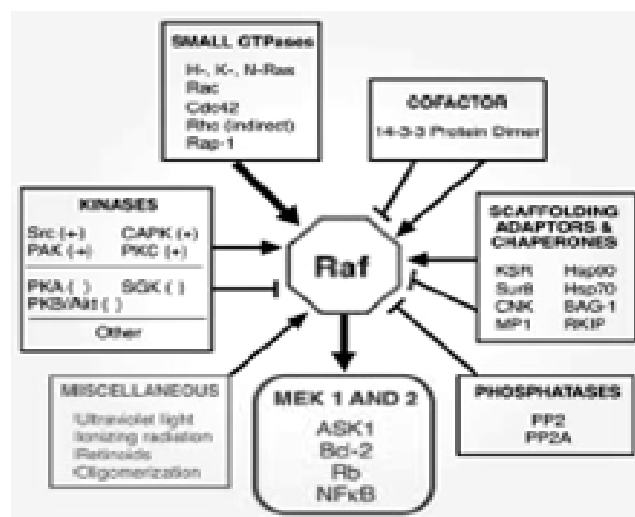 SMALL GTPases
H-, K-, N-Ras
Rac
Cdc42
Rho (indirect)
Rap-1
COFACTOR
14-3-3 Protein Dimer
KINASES
Src (+) CAPK (+)
PAK (+) PKC (+)
PKA ( ) SGK ( )
PKB/Akt ( )
Other
Raf
SCAFFOLDING
ADAPTORS &
CHAPERONES
KSR Hsp90
Sur8 Hsp70
CNK BAG-1
MP1 RKIP
MISCELLANEOUS
Ultraviolet light
Ionizing radiation
Retinoids
Oligomerization
MEK 1 AND 2
ASK1
Bcl-2
Rb
NFκB
PHOSPHATASES
PP2
PP2A